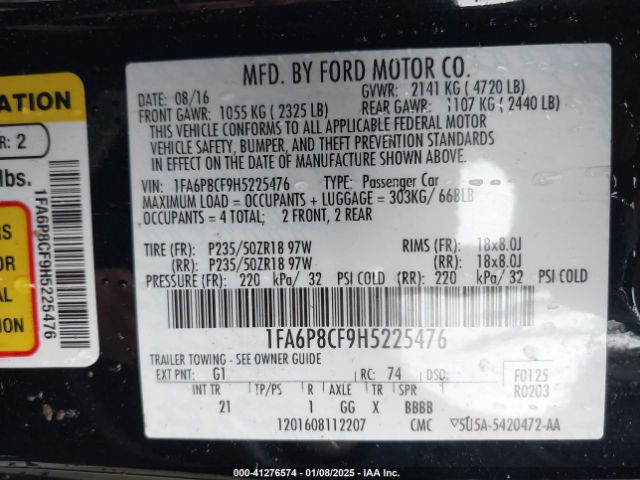 MFD. BY FORD MOTOR CO.
DATE: 08/16 GVWR: 2141 KG (4720 LB)
FRONT GAWR: 1055 KG (2325 LB) REAR GAWR: 1107 KG (2440 LB)
THIS VEHICLE CONFORMS TO ALL APPLICABLE FEDERAL MOTOR
VEHICLE SAFETY, BUMPER, AND THEFT PREVENTION STANDARDS
IN EFFECT ON THE DATE OF MANUFACTURE SHOWN ABOVE.
VIN: 1FA6P8CF9H5225476 TYPE: Passenger Car
MAXIMUM LOAD = OCCUPANTS + LUGGAGE = 303KG/ 668LB
OCCUPANTS = 4 TOTAL; 2 FRONT, 2 REAR
TIRE (FR): P235/50ZR18 97W RIMS (FR): 18x8.0J
(RR): P235/50ZR18 97W (RR): 18x8.0J
PRESSURE (FR): 220 kPa/ 32 PSI COLD (RR): 220 kPa/ 32 PSI COLD
1FA6P8CF9H5225476
TRAILER TOWING - SEE OWNER GUIDE
EXT PNT: G1 RC: 74 DSO: F0125
R0203
INT TR TP/PS R AXLE TR SPR
21 1 GG X BBBB
1201608112207 CMC 5U5A-5420472-AA
ATION
R: 2
lbs.
RS
OR
AL
ION
1FA6P8CF9H5225476
000-41276574 — 01/08/2025 - IAAI.COM